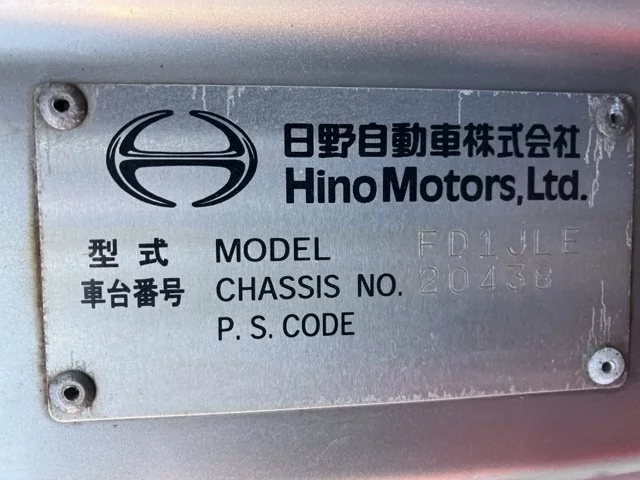 日野自動車株式会社
Hino Motors, Ltd.
型式 MODEL FD1JLE
車台番号 CHASSIS NO. 20438
P. S. CODE